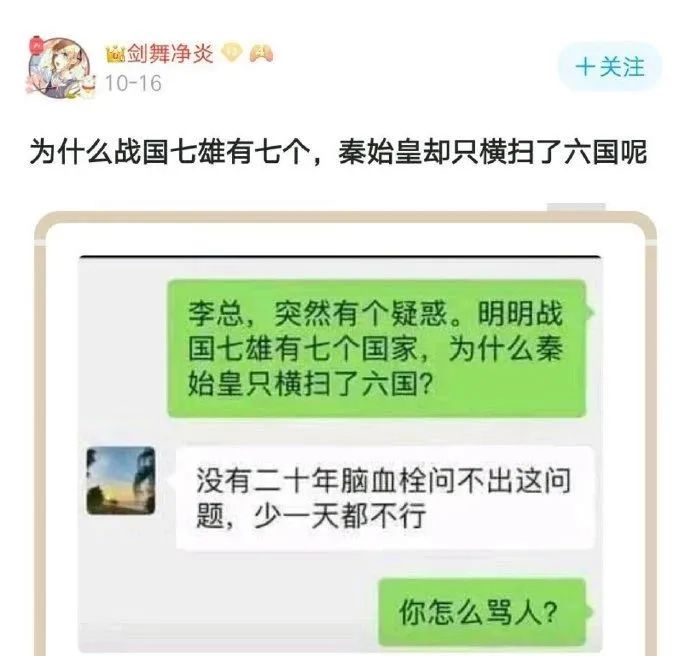 剑舞净炎
10-16
+关注
为什么战国七雄有七个，秦始皇却只横扫了六国呢
李总，突然有个疑惑。明明战
国七雄有七个国家，为什么秦
始皇只横扫了六国？
没有二十年脑血栓问不出这问
题，少一天都不行
你怎么骂人？